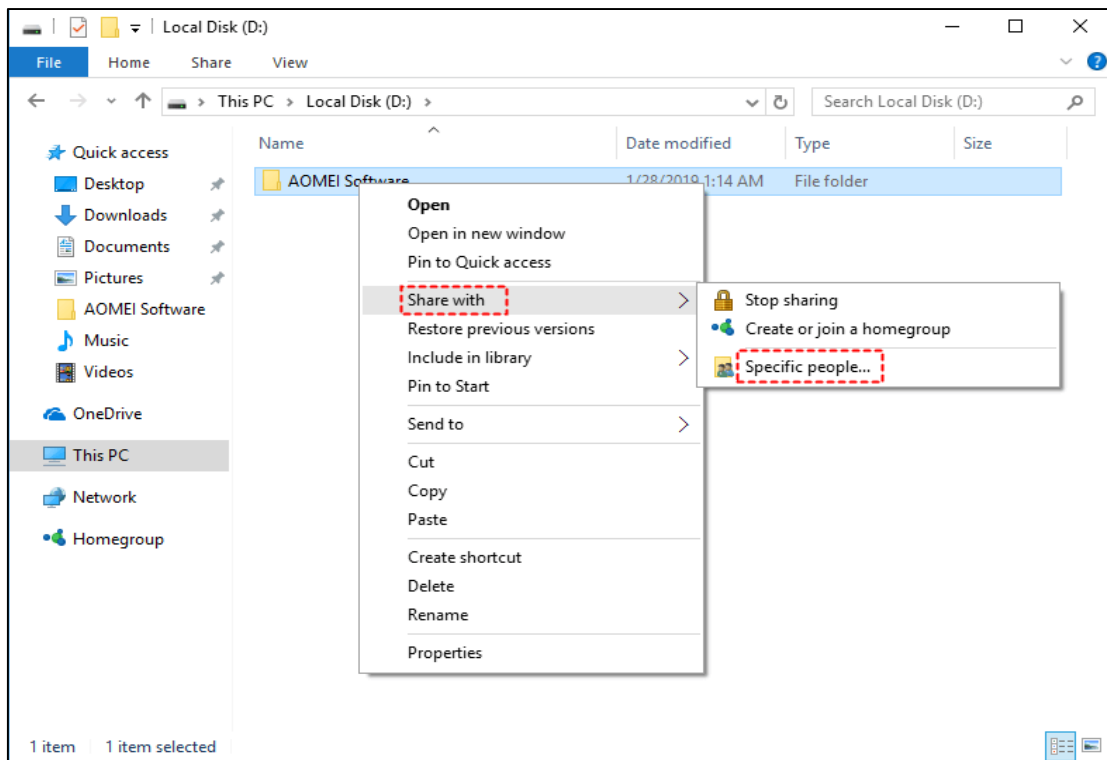 Local Disk (D:)
File Home Share View
This PC > Local Disk (D:) >
Search Local Disk (D:)
Name Date modified Type Size
Quick access
Desktop
Downloads
Documents
Pictures
AOMEI Software
Music
Videos
OneDrive
This PC
Network
Homegroup
AOMEI Software 1/28/2019 1:14 AM File folder
Open
Open in new window
Pin to Quick access
Share with
Restore previous versions
Include in library
Pin to Start
Send to
Cut
Copy
Paste
Create shortcut
Delete
Rename
Properties
Stop sharing
Create or join a homegroup
Specific people...
1 item 1 item selected